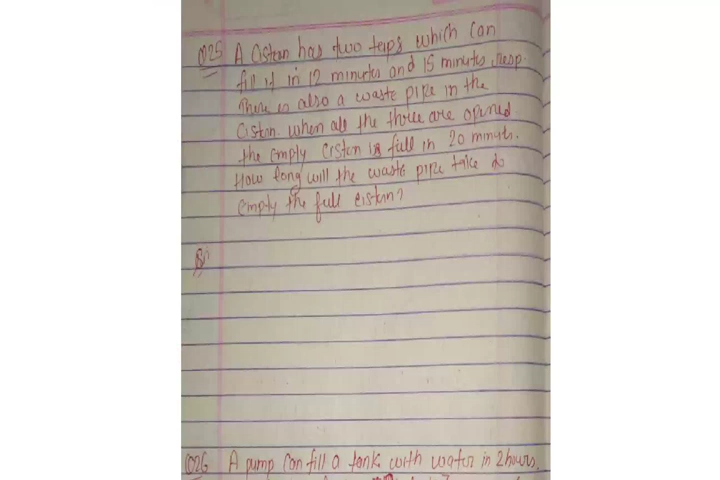 Q25 A Cistern has two taps which can
fill it in 12 minutes and 15 minutes resp.
There is also a waste pipe in the
Cistern. when all the three are opened
the empty cistern is full in 20 minuts.
How long will the waste pipe take to
empty the full cistern?
Q26 A pump can fill a tank with water in 2 hours.